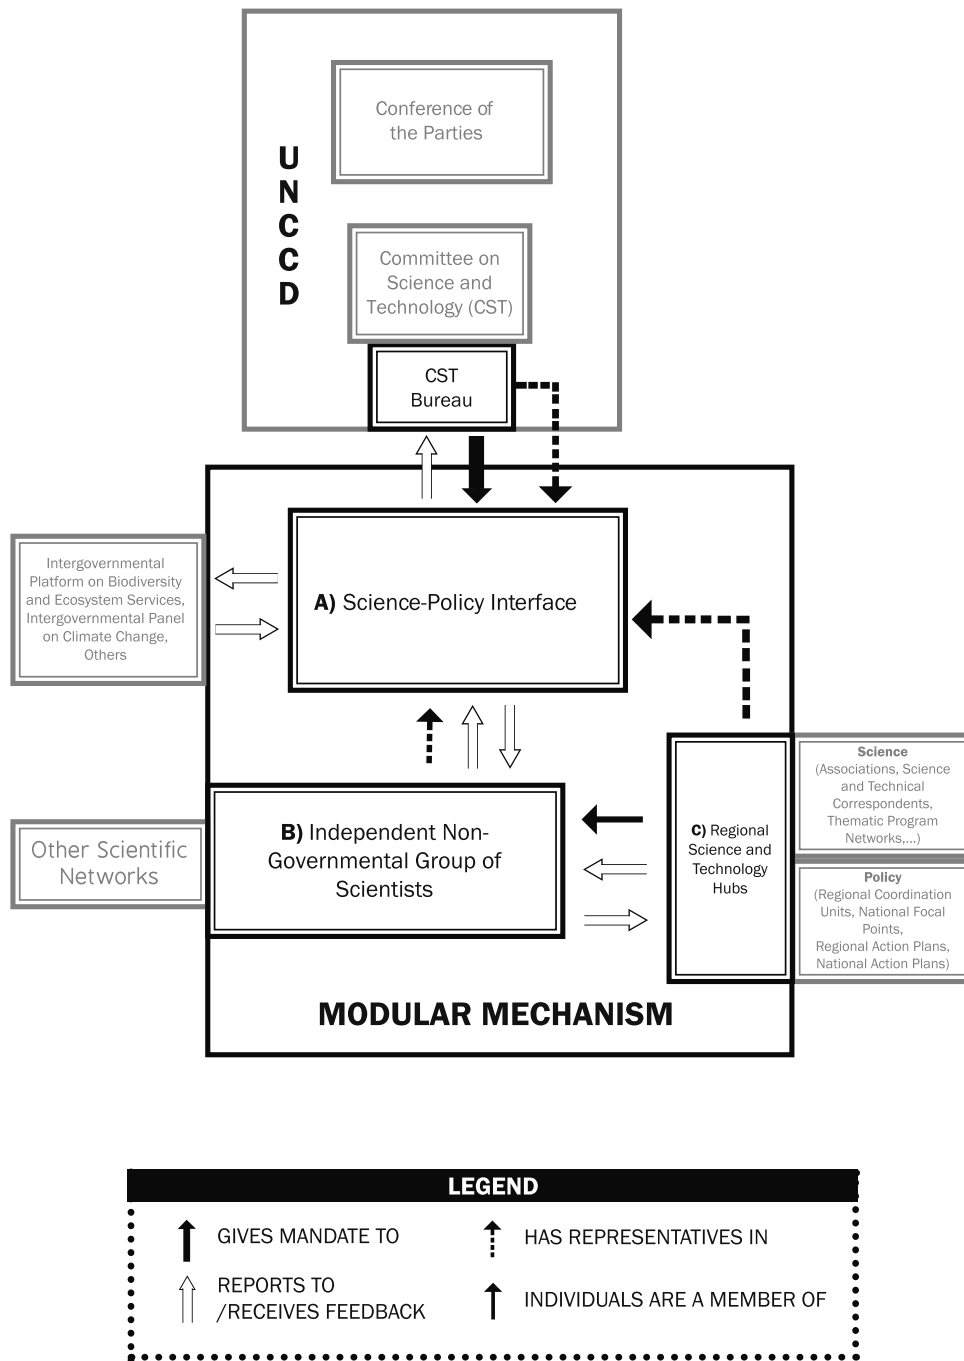 UNCCD
Conference of
the Parties
Committee on
Science and
Technology (CST)
CST
Bureau
Intergovernmental
Platform on Biodiversity
and Ecosystem Services,
Intergovernmental Panel
on Climate Change,
Others
A) Science-Policy Interface
Other Scientific
Networks
B) Independent Non-
Governmental Group of
Scientists
C) Regional
Science and
Technology
Hubs
Science
(Associations, Science
and Technical
Correspondents,
Thematic Program
Networks,...)
Policy
(Regional Coordination
Units, National Focal
Points,
Regional Action Plans,
National Action Plans)
MODULAR MECHANISM
LEGEND
GIVES MANDATE TO
HAS REPRESENTATIVES IN
REPORTS TO
/RECEIVES FEEDBACK
INDIVIDUALS ARE A MEMBER OF